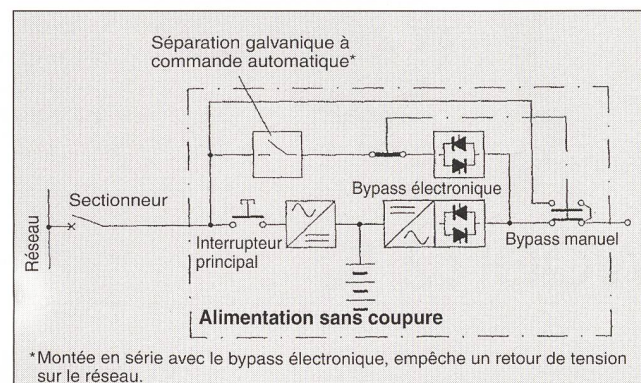 Séparation galvanique à
commande automatique*
Bypass électronique
Sectionneur
Réseau
Interrupteur
principal
Bypass manuel
Alimentation sans coupure
*Montée en série avec le bypass électronique, empêche un retour de tension
sur le réseau.